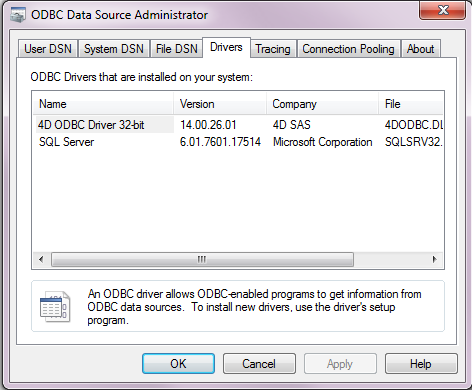 ODBC Data Source Administrator
User DSN System DSN File DSN Drivers Tracing Connection Pooling About
ODBC Drivers that are installed on your system:
Name Version Company File
4D ODBC Driver 32-bit 14.00.26.01 4D SAS 4DODBC.DL
SQL Server 6.01.7601.17514 Microsoft Corporation SQLSRV32.
An ODBC driver allows ODBC-enabled programs to get information from
ODBC data sources. To install new drivers, use the driver's setup
program.
OK Cancel Apply Help